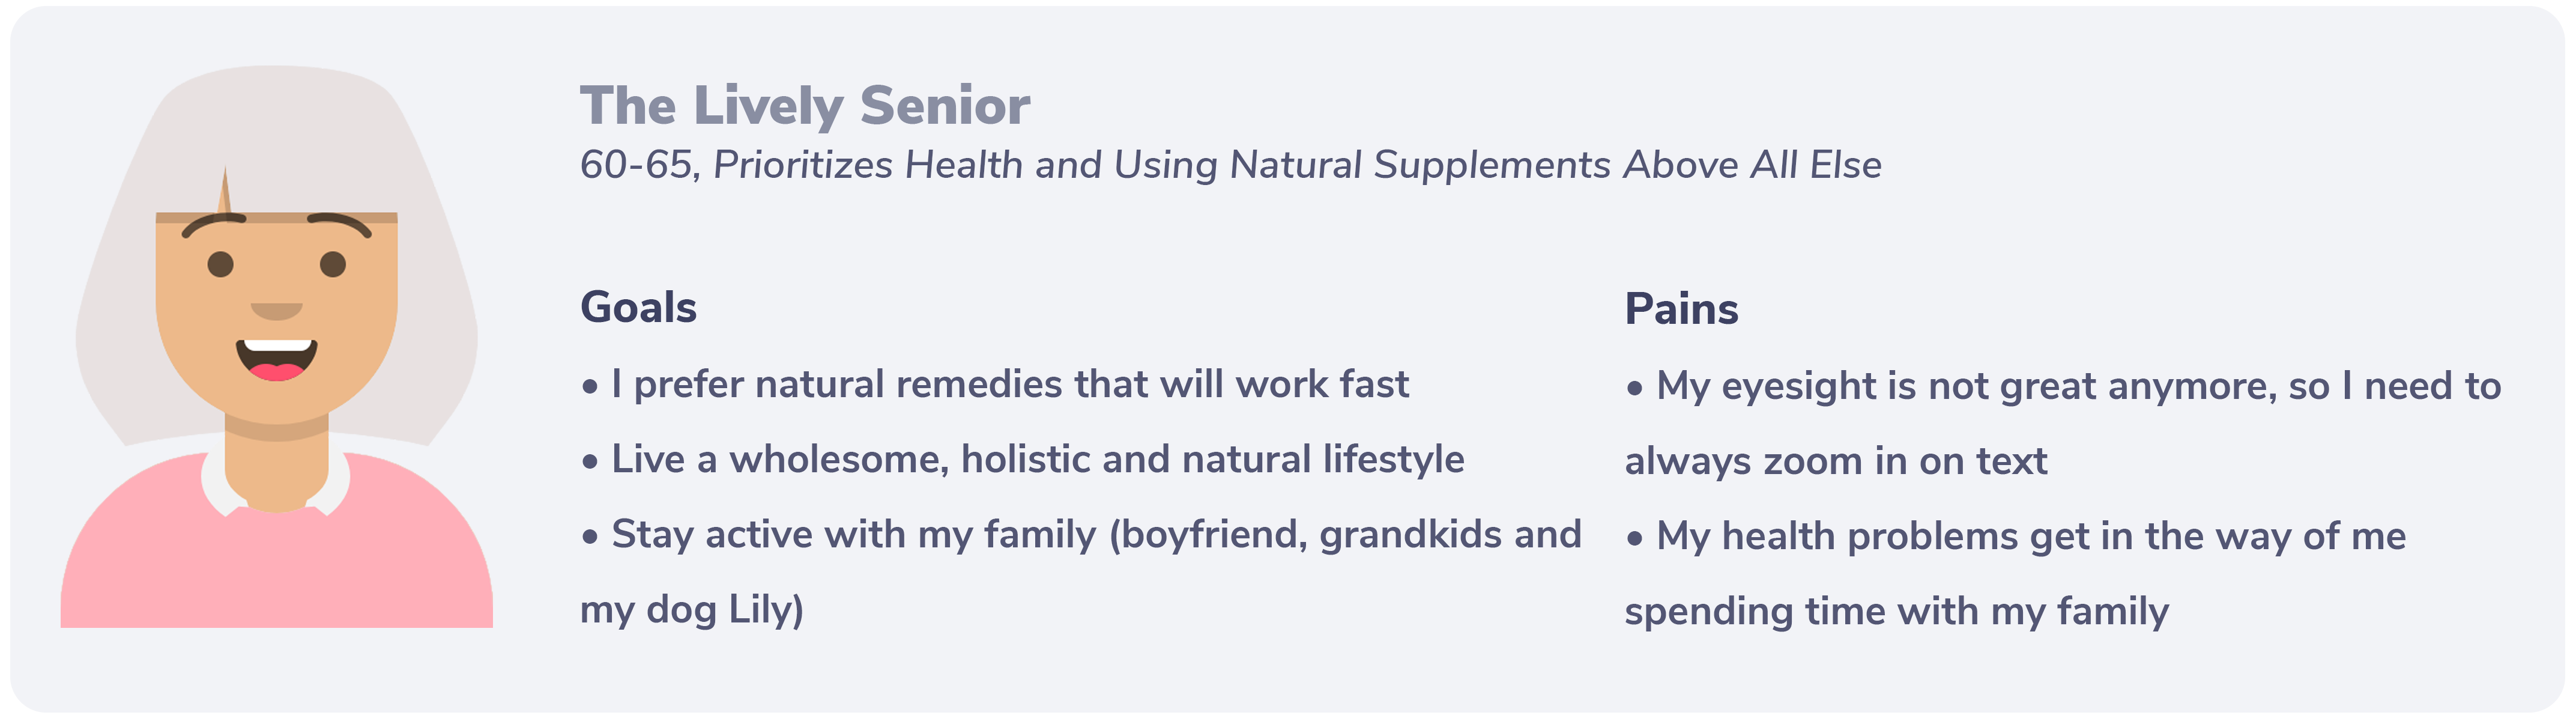 The Lively Senior
60-65, Prioritizes Health and Using Natural Supplements Above All Else
Goals
• I prefer natural remedies that will work fast
• Live a wholesome, holistic and natural lifestyle
• Stay active with my family (boyfriend, grandkids and
my dog Lily)
Pains
• My eyesight is not great anymore, so I need to
always zoom in on text
• My health problems get in the way of me
spending time with my family